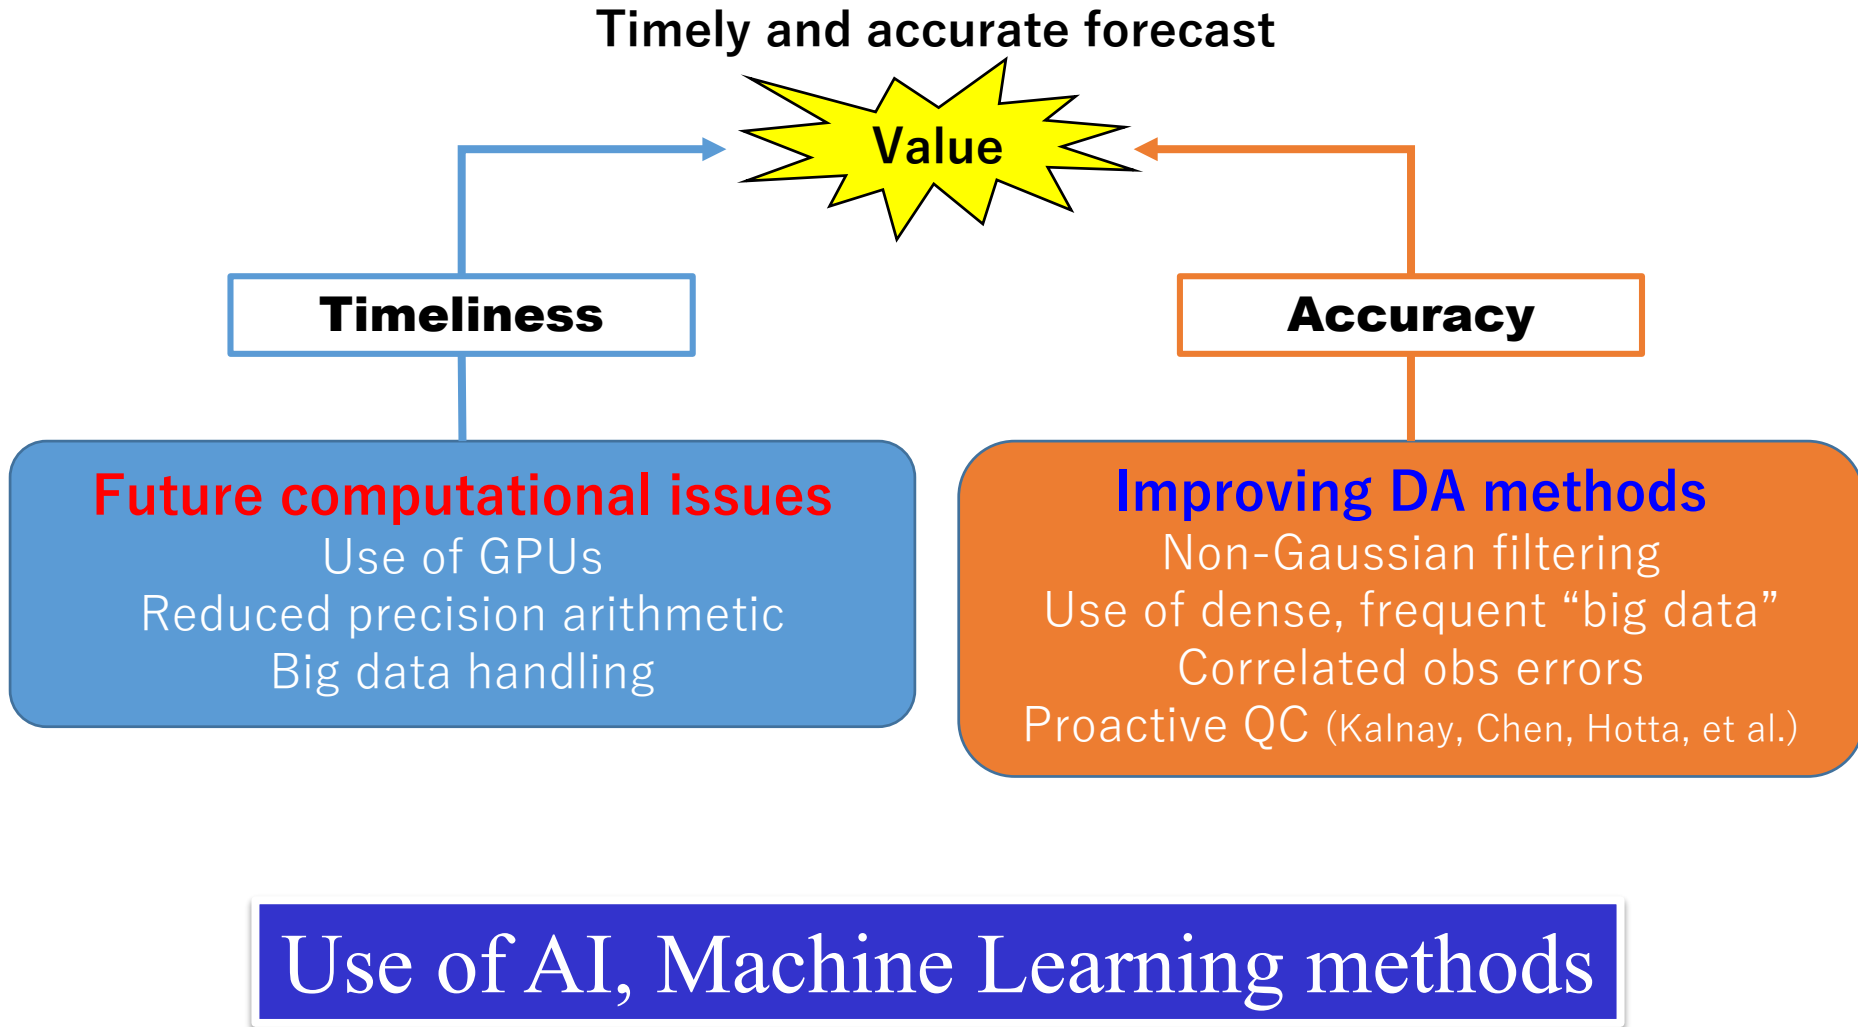 Timely and accurate forecast
Value
Timeliness
Accuracy
Future computational issues
Use of GPUs
Reduced precision arithmetic
Big data handling
Improving DA methods
Non-Gaussian filtering
Use of dense, frequent “big data”
Correlated obs errors
Proactive QC (Kalnay, Chen, Hotta, et al.)
Use of AI, Machine Learning methods